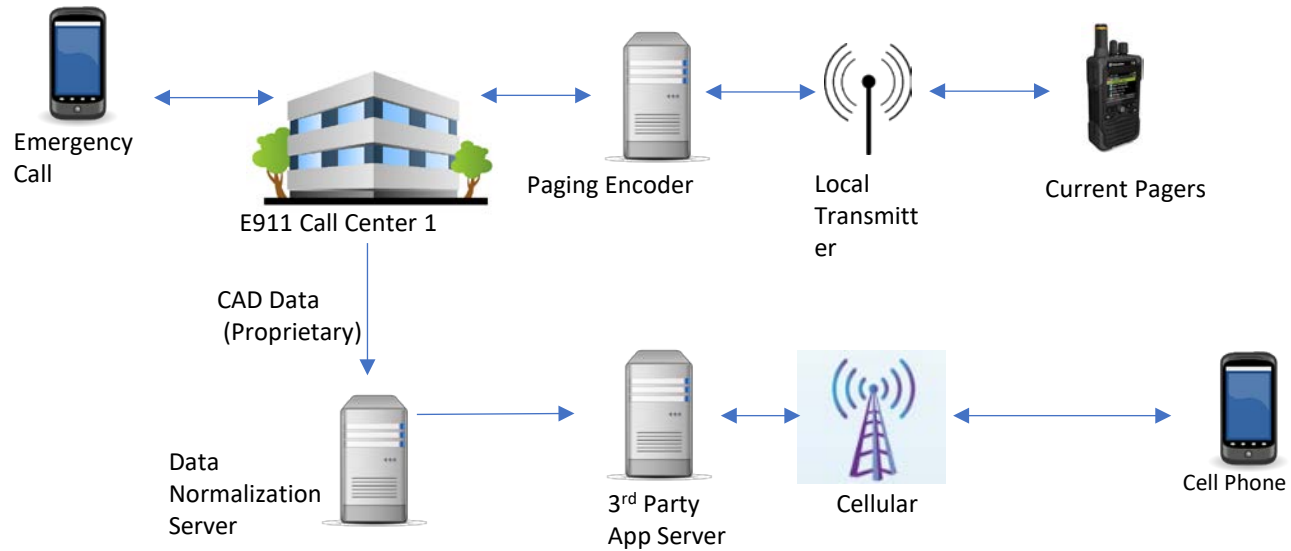 Emergency
Call
E911 Call Center 1
Paging Encoder
Local
Transmitt
er
Current Pagers
CAD Data
(Proprietary)
Data
Normalization
Server
3rd Party
App Server
Cellular
Cell Phone